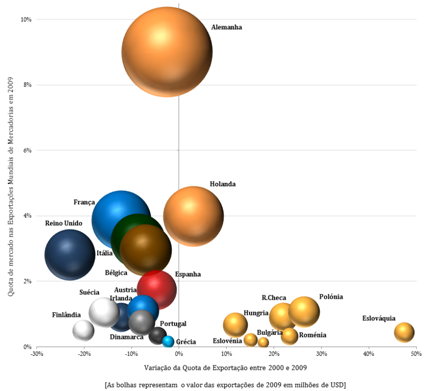 Quota de mercado nas Exportações Mundiais de Mercadorias em 2009
10%
8%
6%
4%
2%
0%
Alemanha
Holanda
França
Reino Unido
Itália
Bélgica
Espanha
Austria
Suécia
Irlanda
Finlândia
Dinamarca
Portugal
Grécia
R.Checa
Polónia
Hungria
Bulgária
Eslovénia
Roménia
Eslováquia
-30% -20% -10% 0% 10% 20% 30% 40% 50%
Variação da Quota de Exportação entre 2000 e 2009
[As bolhas representam o valor das exportações de 2009 em milhões de USD]